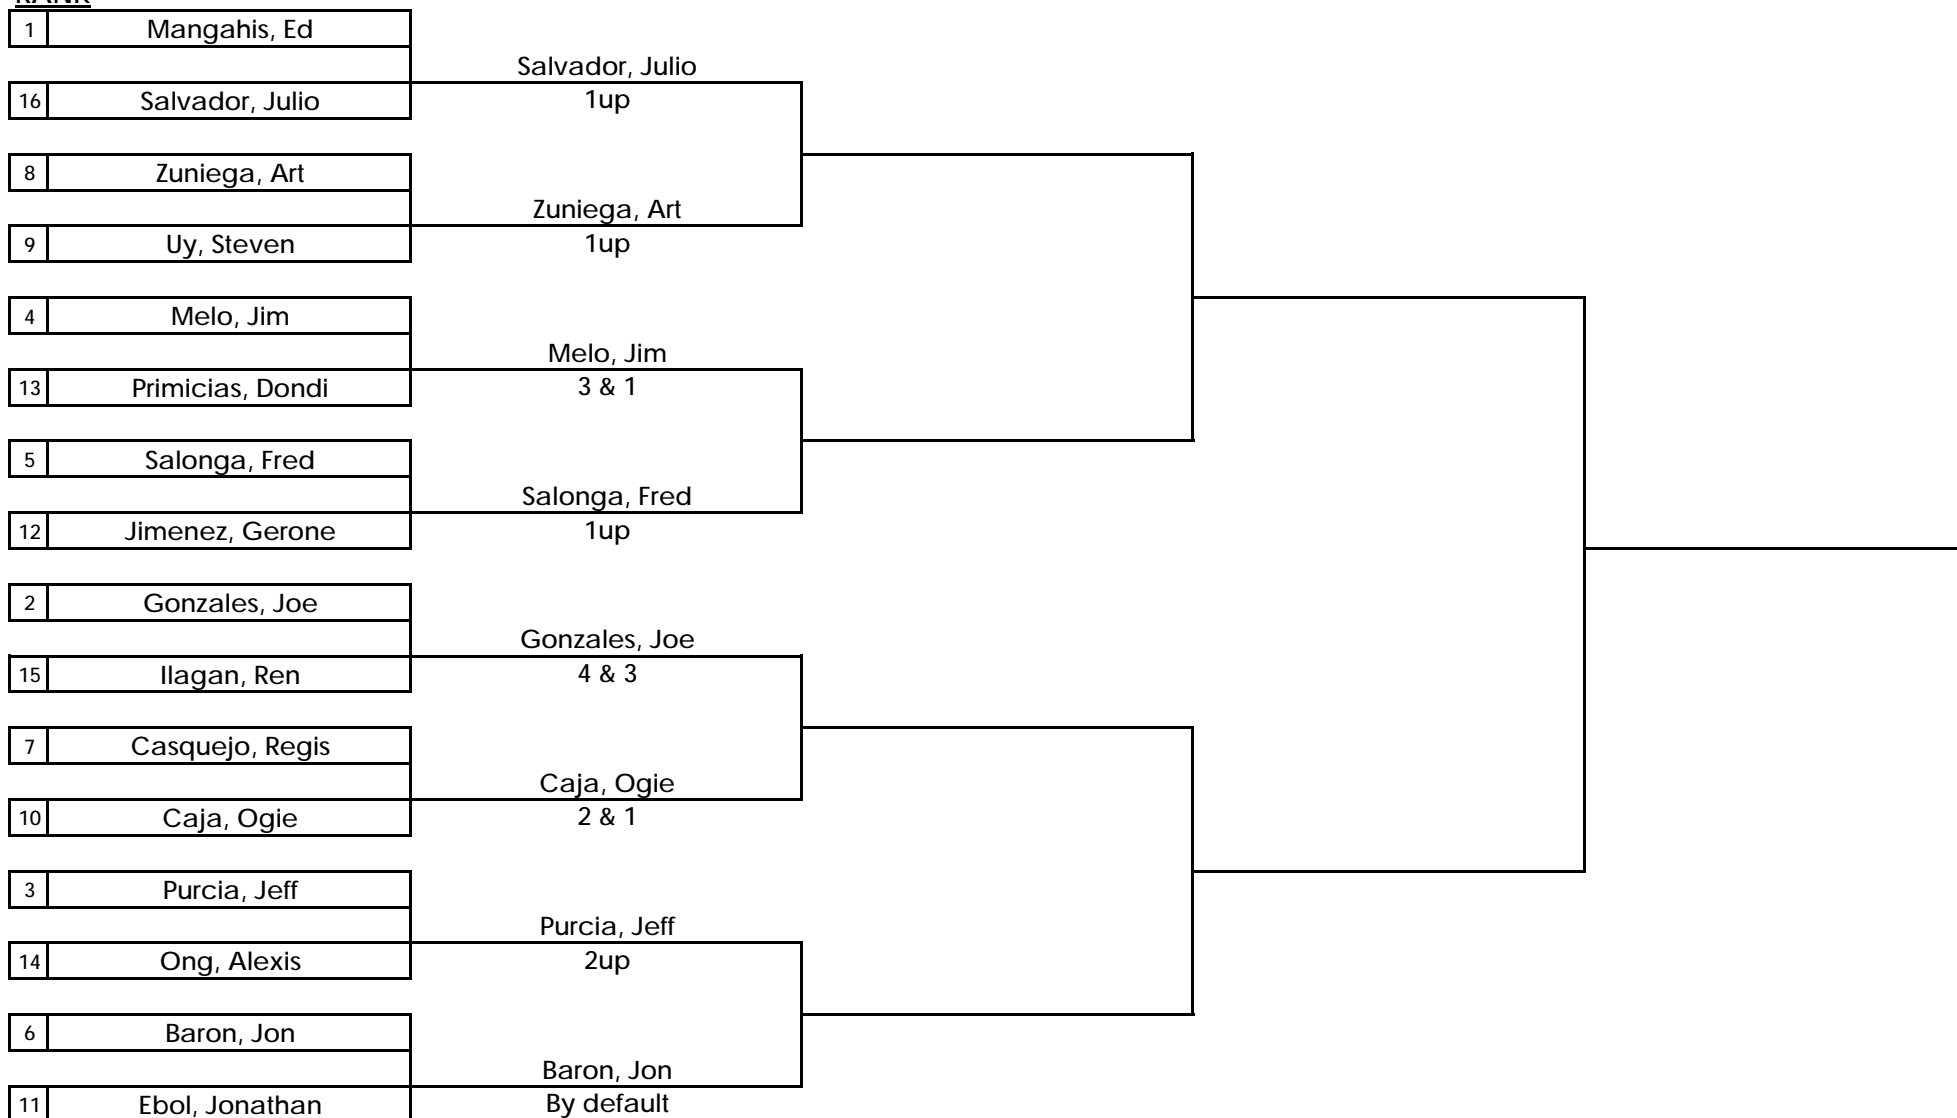 RANK
1 Mangahis, Ed
Salvador, Julio
16 Salvador, Julio
1up
8 Zuniega, Art
Zuniega, Art
9 Uy, Steven
1up
4 Melo, Jim
Melo, Jim
13 Primicias, Dondi
3 & 1
5 Salonga, Fred
Salonga, Fred
12 Jimenez, Gerone
1up
2 Gonzales, Joe
Gonzales, Joe
15 Ilagan, Ren
4 & 3
7 Casquejo, Regis
Caja, Ogie
10 Caja, Ogie
2 & 1
3 Purcia, Jeff
Purcia, Jeff
14 Ong, Alexis
2up
6 Baron, Jon
Baron, Jon
11 Ebol, Jonathan
By default